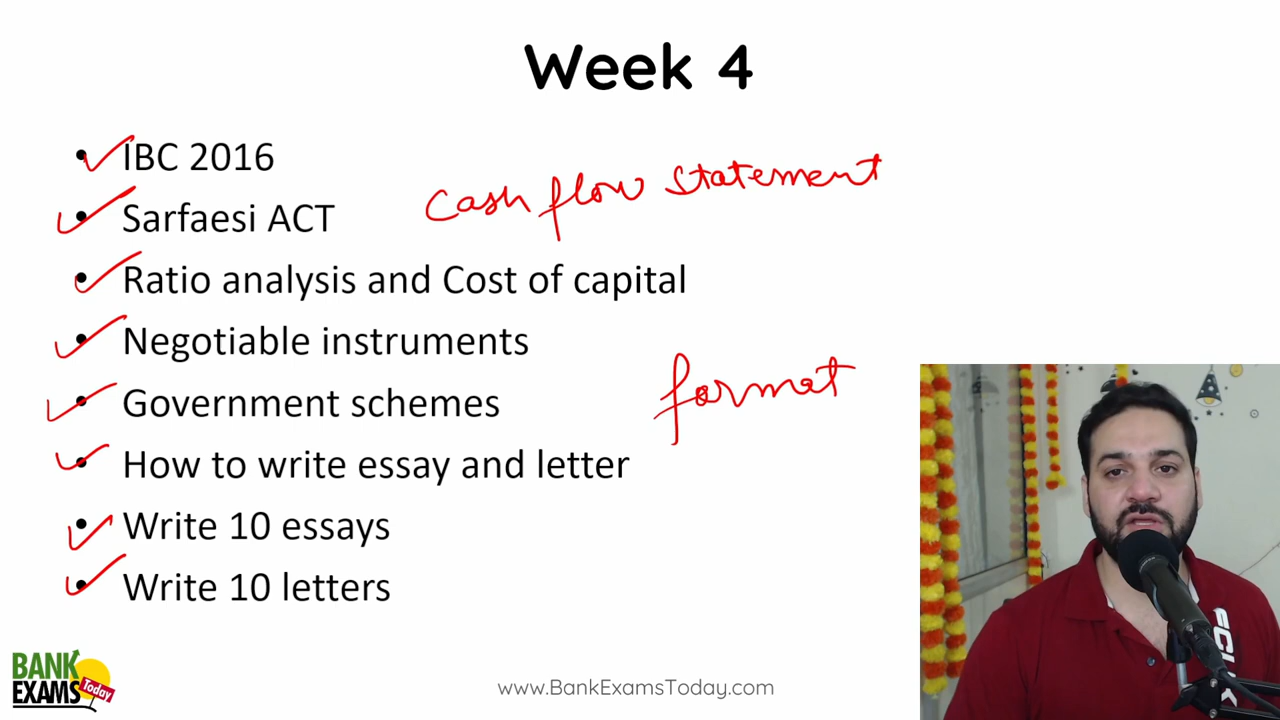 Week 4
• IBC 2016
Cash flow statement
• Sarfaesi ACT
• Ratio analysis and Cost of capital
• Negotiable instruments
format
• Government schemes
• How to write essay and letter
• Write 10 essays
• Write 10 letters
BANK
EXAMS Today
www.BankExamsToday.com